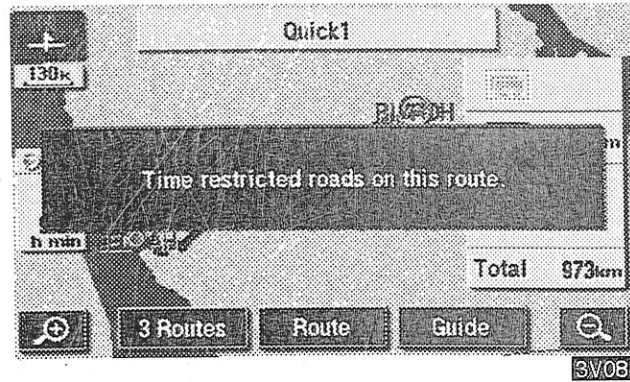 Quick1
130K
Time restricted roads on this route.
h min
Total 973km
3 Routes Route Guide
3V08